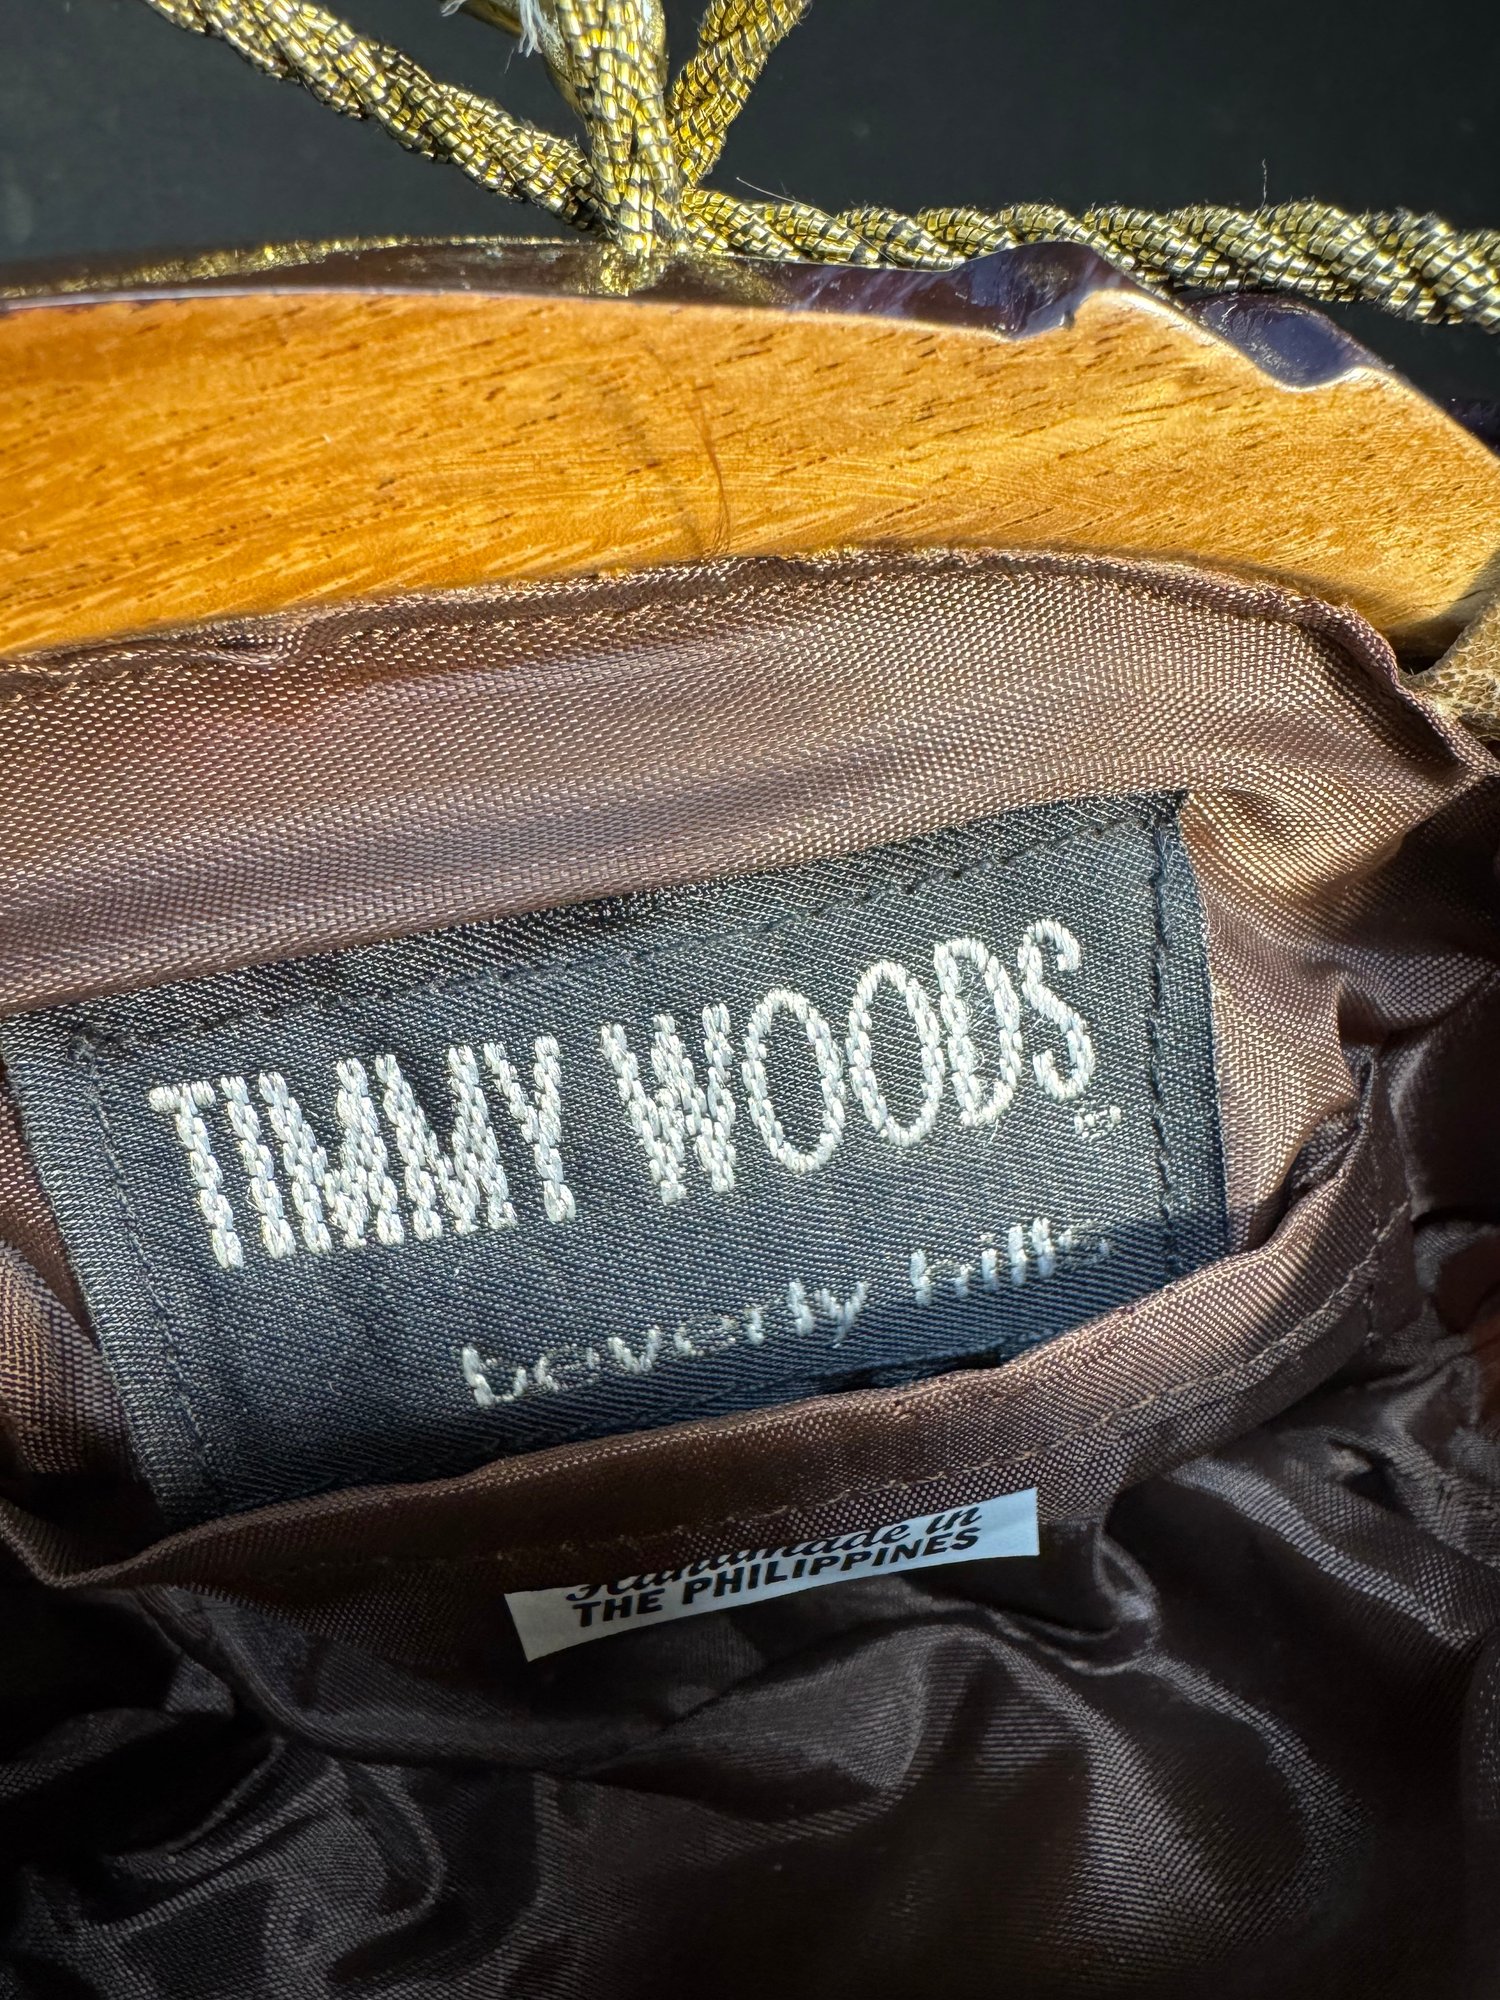 TIMMY WOODS
beverly hills
Handmade in
THE PHILIPPINES